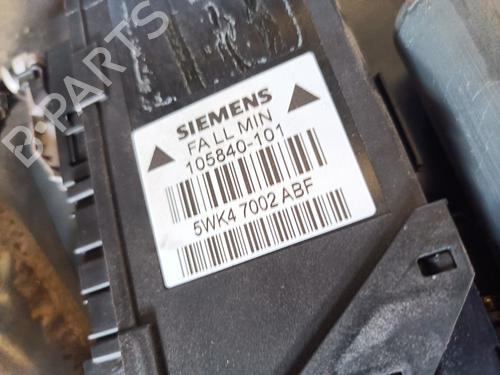 B-PARTS
SIEMENS
FA LL MIN
105840-101
5WK4 7002 ABF